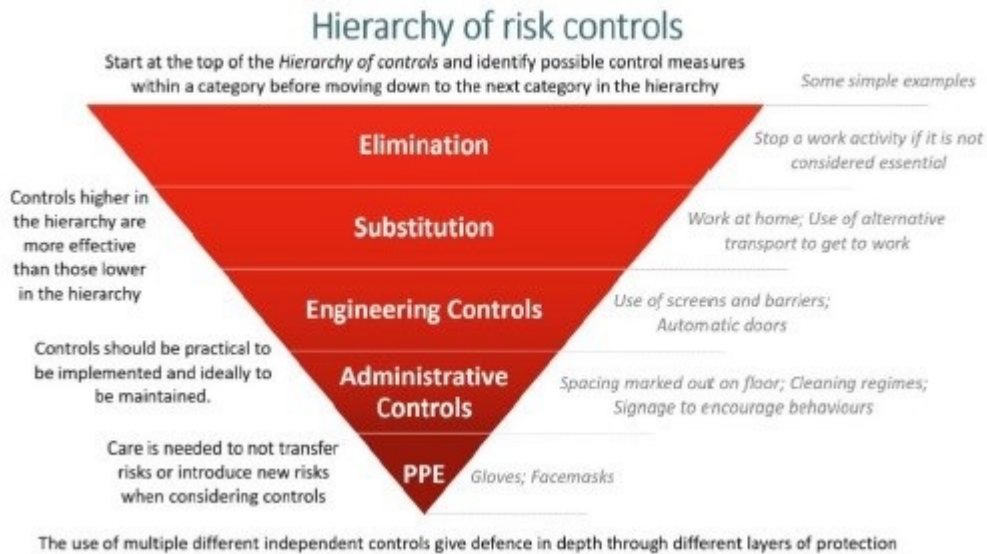 Hierarchy of risk controls
Start at the top of the Hierarchy of controls and identify possible control measures
within a category before moving down to the next category in the hierarchy
Some simple examples
Elimination
Stop a work activity if it is not
considered essential
Controls higher in
the hierarchy are
more effective
than those lower
in the hierarchy
Substitution
Work at home; Use of alternative
transport to get to work
Engineering Controls
Use of screens and barriers;
Automatic doors
Controls should be practical to
be implemented and ideally to
be maintained.
Administrative
Controls
Spacing marked out on floor; Cleaning regimes;
Signage to encourage behaviours
Care is needed to not transfer
risks or introduce new risks
when considering controls
PPE
Gloves; Facemasks
The use of multiple different independent controls give defence in depth through different layers of protection